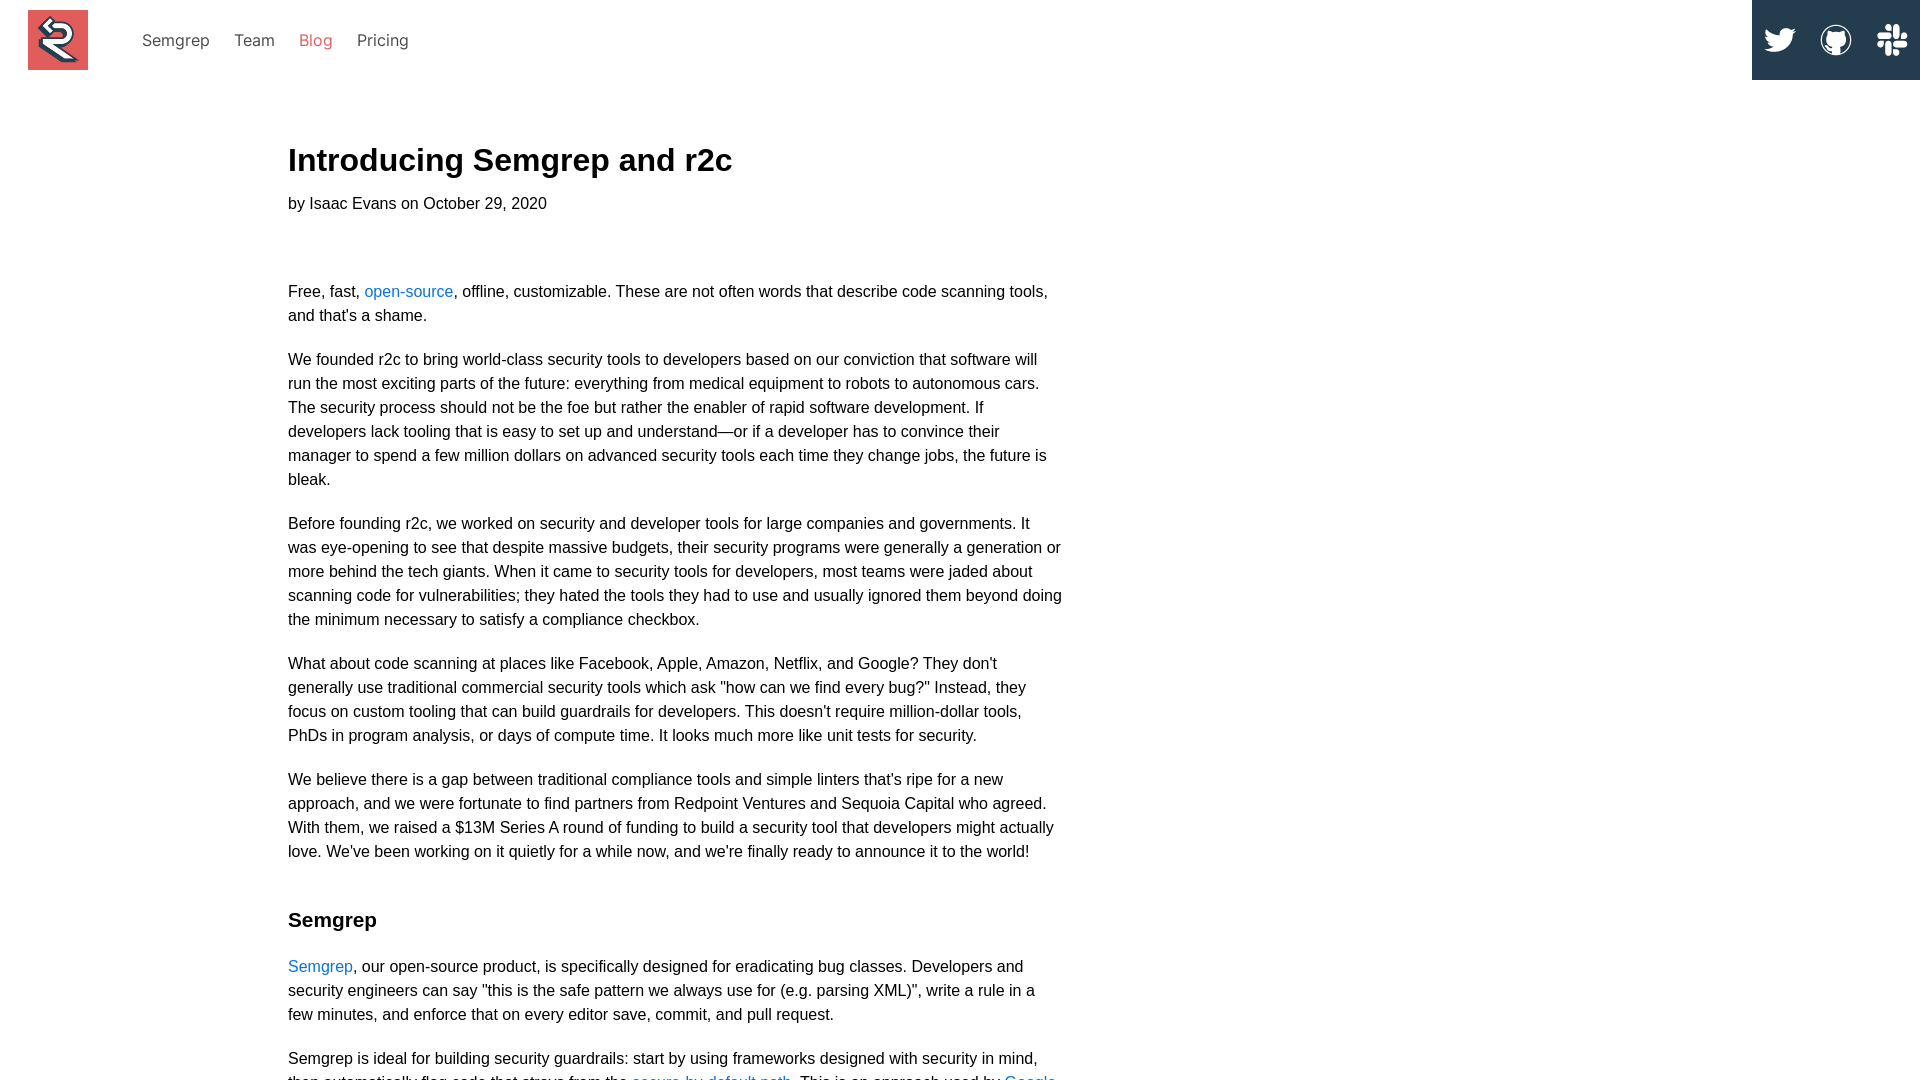 Semgrep Team Blog Pricing
Introducing Semgrep and r2c
by Isaac Evans on October 29, 2020
Free, fast, open-source, offline, customizable. These are not often words that describe code scanning tools,
and that's a shame.
We founded r2c to bring world-class security tools to developers based on our conviction that software will
run the most exciting parts of the future: everything from medical equipment to robots to autonomous cars.
The security process should not be the foe but rather the enabler of rapid software development. If
developers lack tooling that is easy to set up and understand—or if a developer has to convince their
manager to spend a few million dollars on advanced security tools each time they change jobs, the future is
bleak.
Before founding r2c, we worked on security and developer tools for large companies and governments. It
was eye-opening to see that despite massive budgets, their security programs were generally a generation or
more behind the tech giants. When it came to security tools for developers, most teams were jaded about
scanning code for vulnerabilities; they hated the tools they had to use and usually ignored them beyond doing
the minimum necessary to satisfy a compliance checkbox.
What about code scanning at places like Facebook, Apple, Amazon, Netflix, and Google? They don't
generally use traditional commercial security tools which ask "how can we find every bug?" Instead, they
focus on custom tooling that can build guardrails for developers. This doesn't require million-dollar tools,
PhDs in program analysis, or days of compute time. It looks much more like unit tests for security.
We believe there is a gap between traditional compliance tools and simple linters that's ripe for a new
approach, and we were fortunate to find partners from Redpoint Ventures and Sequoia Capital who agreed.
With them, we raised a $13M Series A round of funding to build a security tool that developers might actually
love. We've been working on it quietly for a while now, and we're finally ready to announce it to the world!
Semgrep
Semgrep, our open-source product, is specifically designed for eradicating bug classes. Developers and
security engineers can say "this is the safe pattern we always use for (e.g. parsing XML)", write a rule in a
few minutes, and enforce that on every editor save, commit, and pull request.
Semgrep is ideal for building security guardrails: start by using frameworks designed with security in mind,
then automatically flag code that strays from the secure-by-default path. This is an approach used by Google